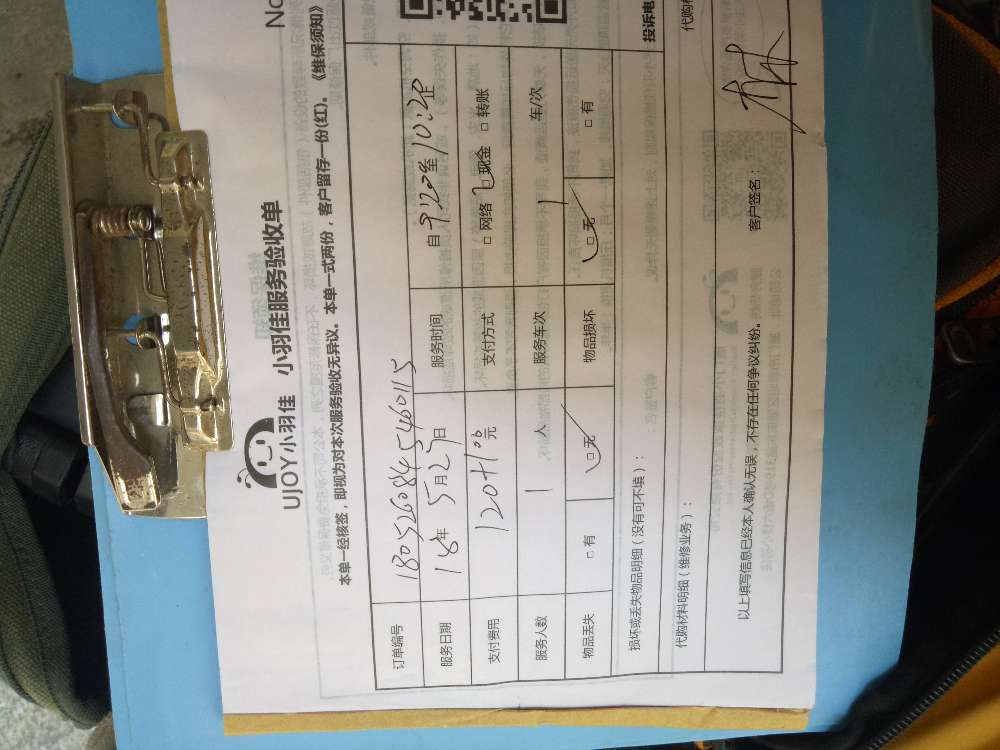 No
UJOY小羽佳 小羽佳服务验收单
本单一经核签，即视为对本次服务验收无异议。本单一式两份，客户留存一份(红)。《维保须知》
订单编号 1805260845460115
服务日期 18年5月27日 服务时间 自9:20至10:20止
支付费用 120+100元 支付方式 □网络 □现金 □转账
服务人数 1 人 服务车次 1 车/次
物品丢失 □有 □无 物品损坏 □无 □有
损坏或丢失物品明细（没有可不填）：
投诉电
代购材料明细（维修业务）：
代购材
以上填写信息已经本人确认无误，不存在任何争议纠纷。 客户签名：